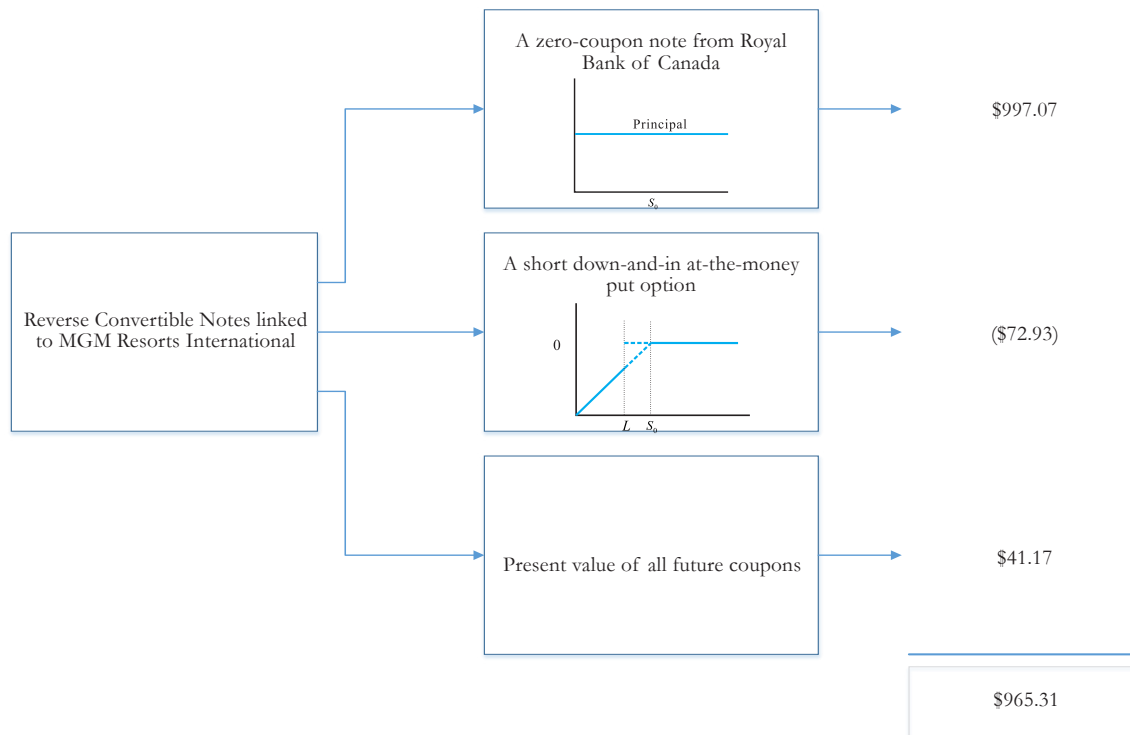 A zero-coupon note from Royal
Bank of Canada
Principal
S₀
$997.07
Reverse Convertible Notes linked
to MGM Resorts International
A short down-and-in at-the-money
put option
0
L S₀
($72.93)
Present value of all future coupons
$41.17
$965.31